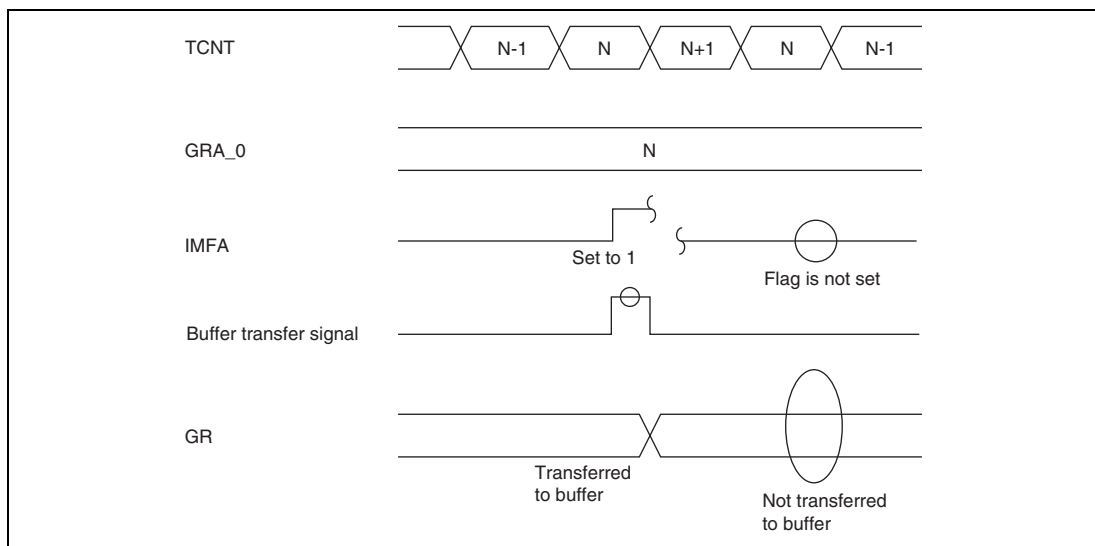 TCNT
N-1
N
N+1
N
N-1
GRA_0
N
IMFA
Set to 1
Flag is not set
Buffer transfer signal
GR
Transferred
to buffer
Not transferred
to buffer